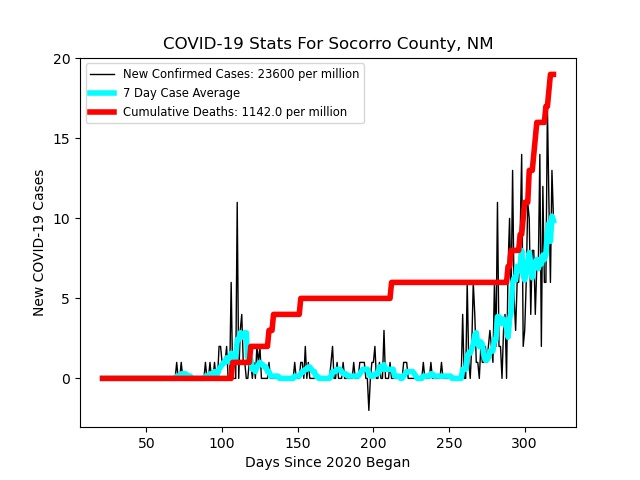 COVID-19 Stats For Socorro County, NM
New Confirmed Cases: 23600 per million
7 Day Case Average
Cumulative Deaths: 1142.0 per million
New COVID-19 Cases
20
15
10
5
0
50 100 150 200 250 300
Days Since 2020 Began